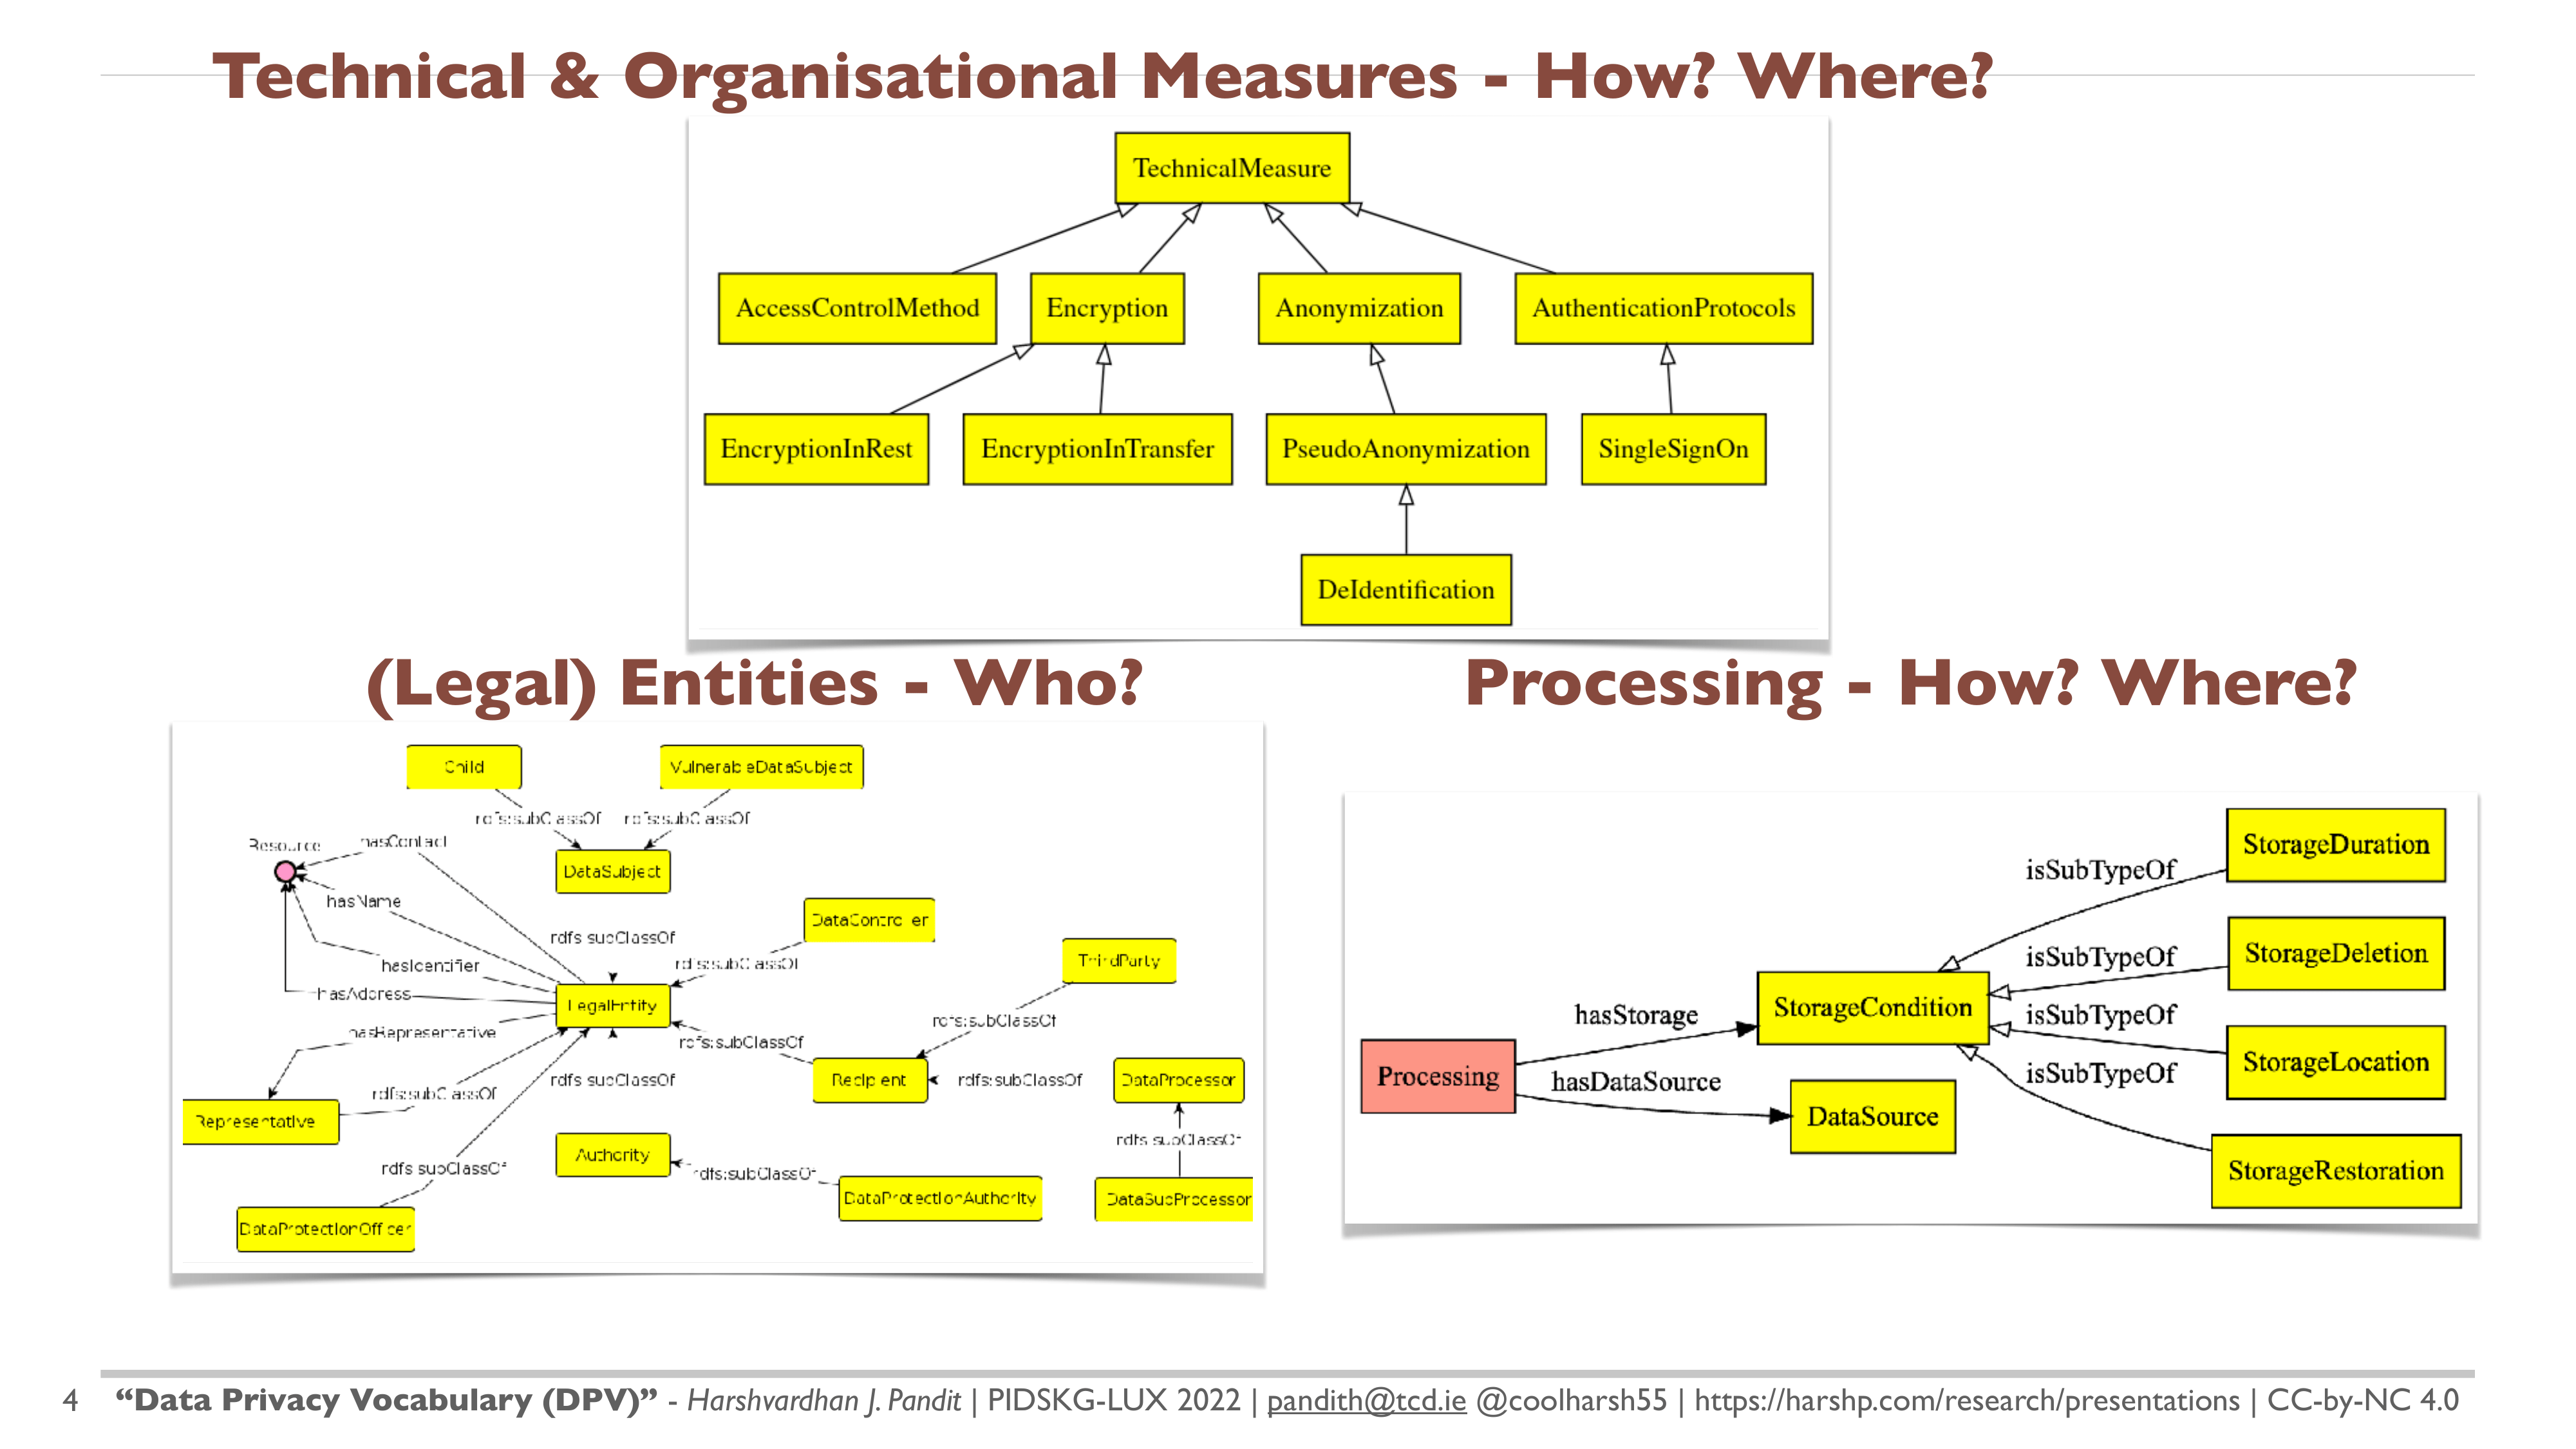 Technical & Organisational Measures - How? Where?
TechnicalMeasure
AccessControlMethod
Encryption
Anonymization
AuthenticationProtocols
EncryptionInRest
EncryptionInTransfer
PseudoAnonymization
SingleSignOn
DeIdentification
(Legal) Entities - Who?
Child
VulnerableDataSubject
rdfs:subClassOf
rdfs:subClassOf
Resource
hasContact
DataSubject
hasName
DataController
rdfs:subClassOf
hasIdentifier
rdfs:subClassOf
ThirdParty
hasAddress
LegalEntity
rdfs:subClassOf
hasRepresentative
rdfs:subClassOf
rdfs:subClassOf
rdfs:subClassOf
Recipient
rdfs:subClassOf
DataProcessor
Representative
rdfs:subClassOf
Authority
rdfs:subClassOf
rdfs:subClassOf
rdfs:subClassOf
DataProtectionAuthority
DataSubProcessor
DataProtectionOfficer
Processing - How? Where?
StorageDuration
isSubTypeOf
StorageDeletion
isSubTypeOf
StorageCondition
hasStorage
isSubTypeOf
StorageLocation
Processing
hasDataSource
isSubTypeOf
DataSource
StorageRestoration
4 “Data Privacy Vocabulary (DPV)” - Harshvardhan J. Pandit | PIDSKG-LUX 2022 | pandith@tcd.ie @coolharsh55 | https://harshp.com/research/presentations | CC-by-NC 4.0